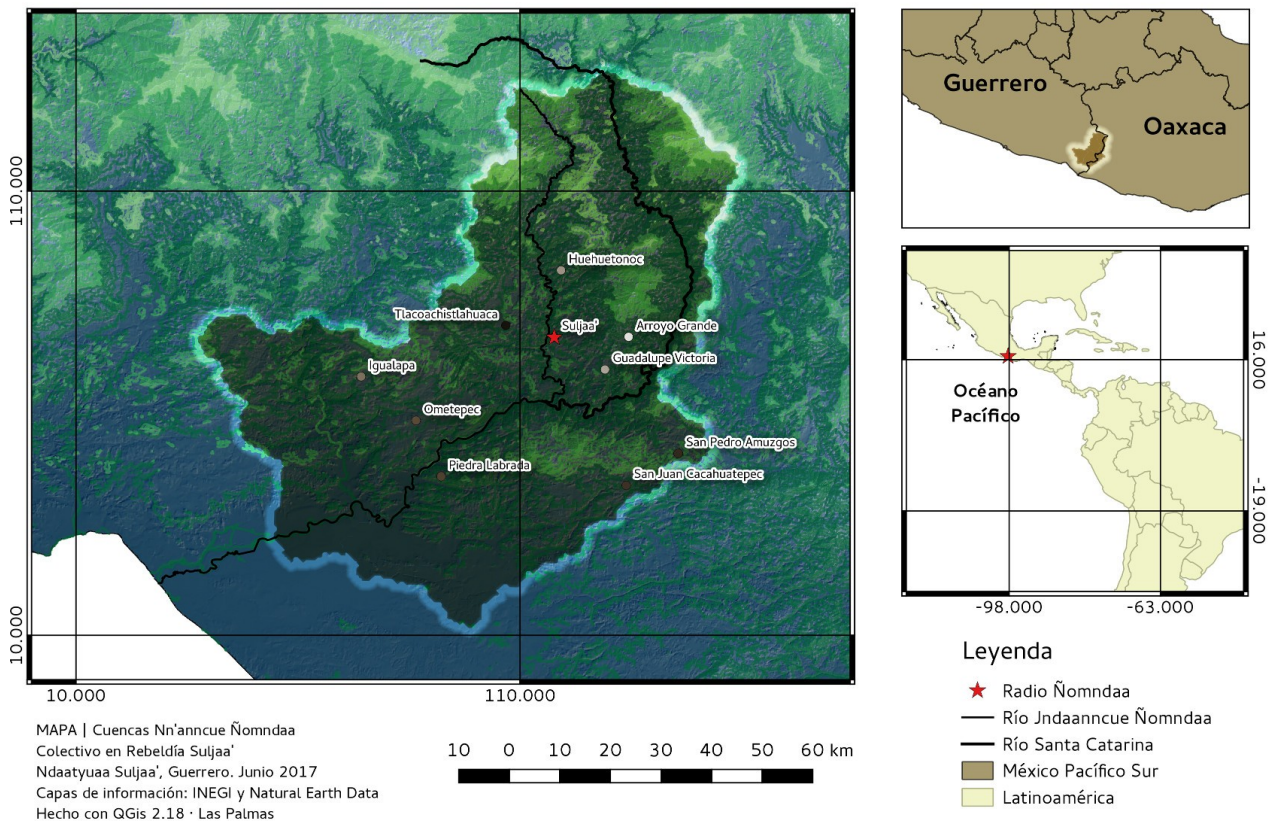 Guerrero
Oaxaca
110.000
Huehuetonoc
Tlacoachistlahuaca
Suljaa'
Arroyo Grande
Guadalupe Victoria
Igualapa
Ometepec
San Pedro Amuzgos
Piedra Labrada
San Juan Cacahuatepec
10.000
10.000
110.000
16.000
Océano
Pacífico
-19.000
-98.000
-63.000
Leyenda
Radio Ñomndaa
Río Jndaanncue Ñomndaa
Río Santa Catarina
México Pacífico Sur
Latinoamérica
MAPA | Cuencas Nn'anncue Ñomndaa
Colectivo en Rebeldía Suljaa'
Ndaatyuaa Suljaa', Guerrero. Junio 2017
Capas de información: INEGI y Natural Earth Data
Hecho con QGis 2.18 · Las Palmas
10 0 10 20 30 40 50 60 km